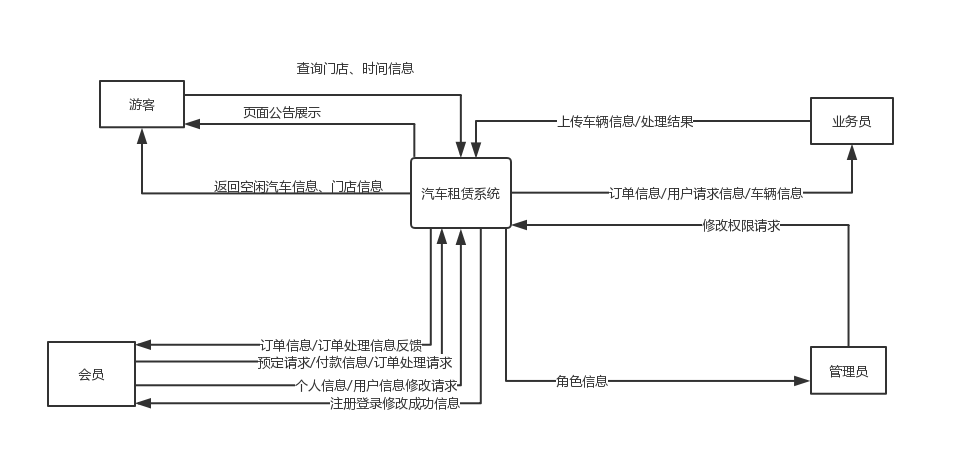 查询门店、时间信息
游客
页面公告展示
上传车辆信息/处理结果
业务员
返回空闲汽车信息、门店信息
汽车租赁系统
订单信息/用户请求信息/车辆信息
修改权限请求
订单信息/订单处理信息反馈
预定请求/付款信息/订单处理请求
会员
管理员
角色信息
个人信息/用户信息修改请求
注册登录修改成功信息